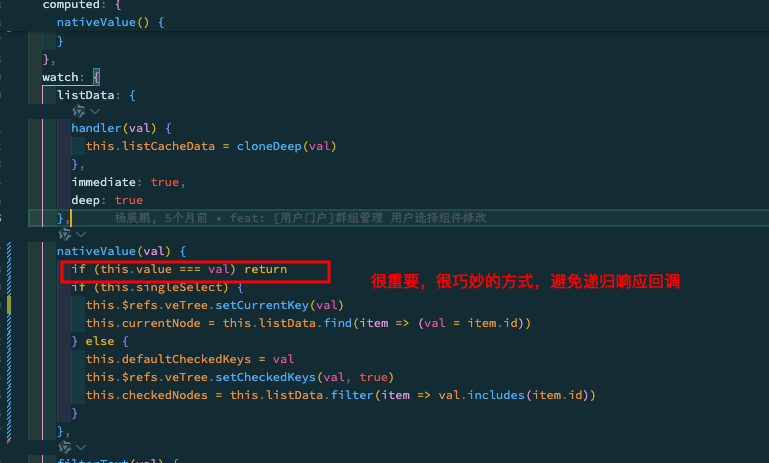 computed: {
nativeValue() {
}
},
watch: {
listData: {
handler(val) {
this.listCacheData = cloneDeep(val)
},
immediate: true,
deep: true
},
杨展鹏, 5个月前 • feat: [用户门户]群组管理 用户选择组件修改
nativeValue(val) {
if (this.value === val) return
很重要，很巧妙的方式，避免递归响应回调
if (this.singleSelect) {
this.$refs.veTree.setCurrentKey(val)
this.currentNode = this.listData.find(item => (val = item.id))
} else {
this.defaultCheckedKeys = val
this.$refs.veTree.setCheckedKeys(val, true)
this.checkedNodes = this.listData.filter(item => val.includes(item.id))
}
},
filterText(val) {